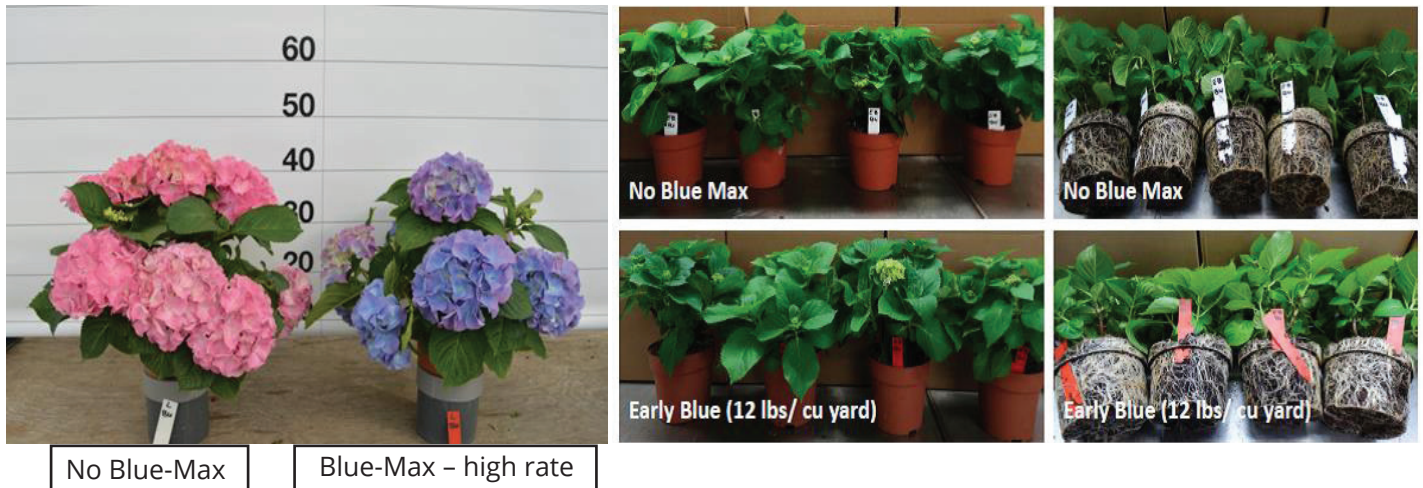 60
50
40
30
20
No Blue-Max
Blue-Max – high rate
No Blue Max
No Blue Max
Early Blue (12 lbs/ cu yard)
Early Blue (12 lbs/ cu yard)